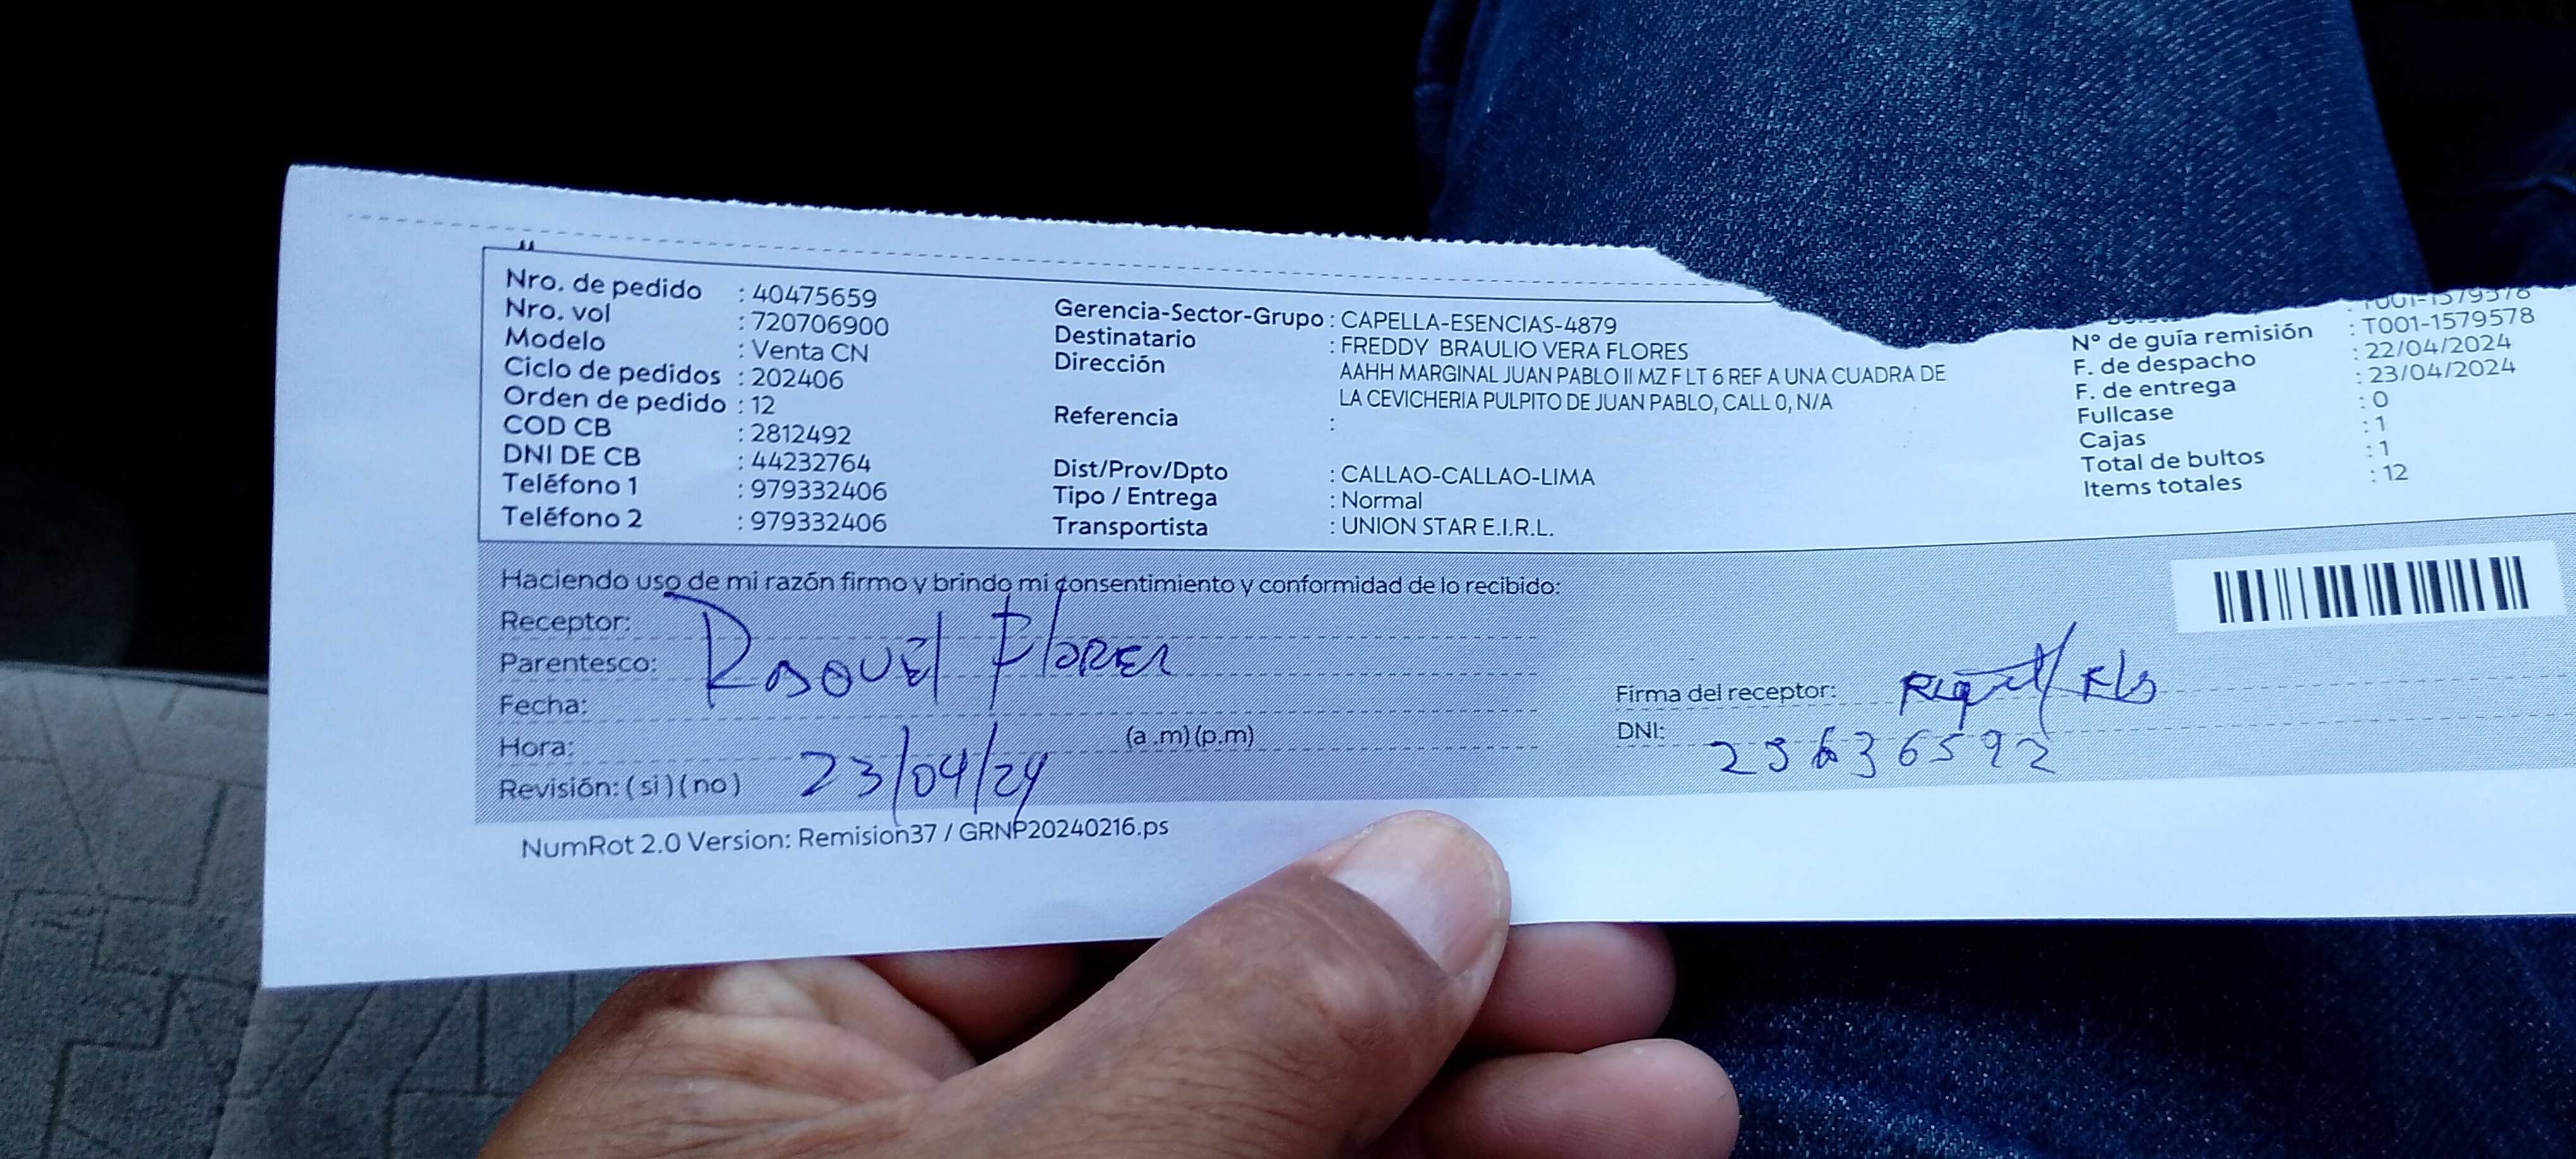 Nro. de pedido : 40475659
Nro. vol : 720706900
Modelo : Venta CN
Ciclo de pedidos : 202406
Orden de pedido : 12
COD CB : 2812492
DNI DE CB : 44232764
Teléfono 1 : 979332406
Teléfono 2 : 979332406
Gerencia-Sector-Grupo : CAPELLA-ESENCIAS-4879
Destinatario : FREDDY BRAULIO VERA FLORES
Dirección : AAHH MARGINAL JUAN PABLO II MZ F LT 6 REF A UNA CUADRA DE
LA CEVICHERIA PULPITO DE JUAN PABLO, CALL 0, N/A
Referencia :
Dist/Prov/Dpto : CALLAO-CALLAO-LIMA
Tipo / Entrega : Normal
Transportista : UNION STAR E.I.R.L.
T001-1579578
N° de guía remisión : T001-1579578
F. de despacho : 22/04/2024
F. de entrega : 23/04/2024
Fullcase : 0
Cajas : 1
Total de bultos : 1
Items totales : 12
Haciendo uso de mi razón firmo y brindo mi consentimiento y conformidad de lo recibido:
Receptor: Raquel Flores
Parentesco:
Fecha:
Hora: (a .m) (p.m)
Revisión: (si) (no) 23/04/24
Firma del receptor:
DNI: 25636592
NumRot 2.0 Version: Remision37 / GRNP20240216.ps